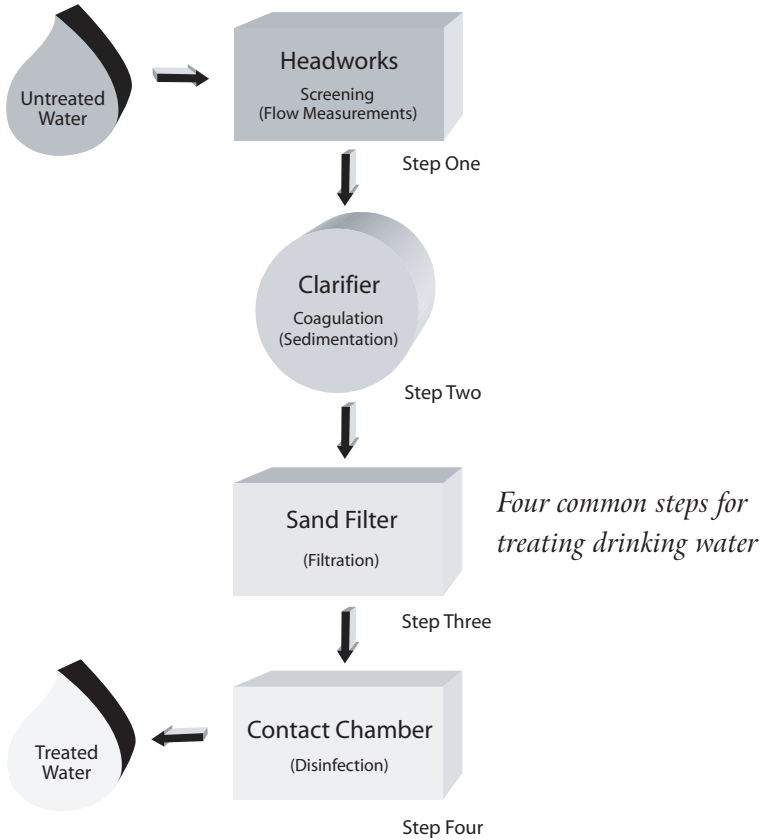 Untreated
Water
Headworks
Screening
(Flow Measurements)
Step One
Clarifier
Coagulation
(Sedimentation)
Step Two
Sand Filter
(Filtration)
Four common steps for
treating drinking water
Step Three
Contact Chamber
(Disinfection)
Treated
Water
Step Four